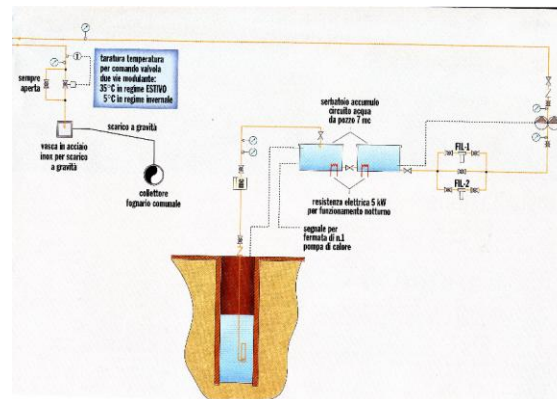 taratura temperatura
per comando valvola
due vie modulante:
35°C in regime ESTIVO
5°C in regime invernale
sempre
aperta
scarico a gravità
vasca in acciaio
inox per scarico
a gravità
collettore
fognario comunale
serbatoio accumulo
circuito acqua
da pozzo 7 mc
FIL-1
FIL-2
resistenza elettrica 5 kW
per funzionamento notturno
segnale per
fermata di n.1
pompa di calore